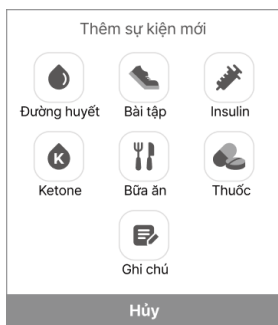 Thêm sự kiện mới
Đường huyết Bài tập Insulin
K
Ketone Bữa ăn Thuốc
Ghi chú
Hủy